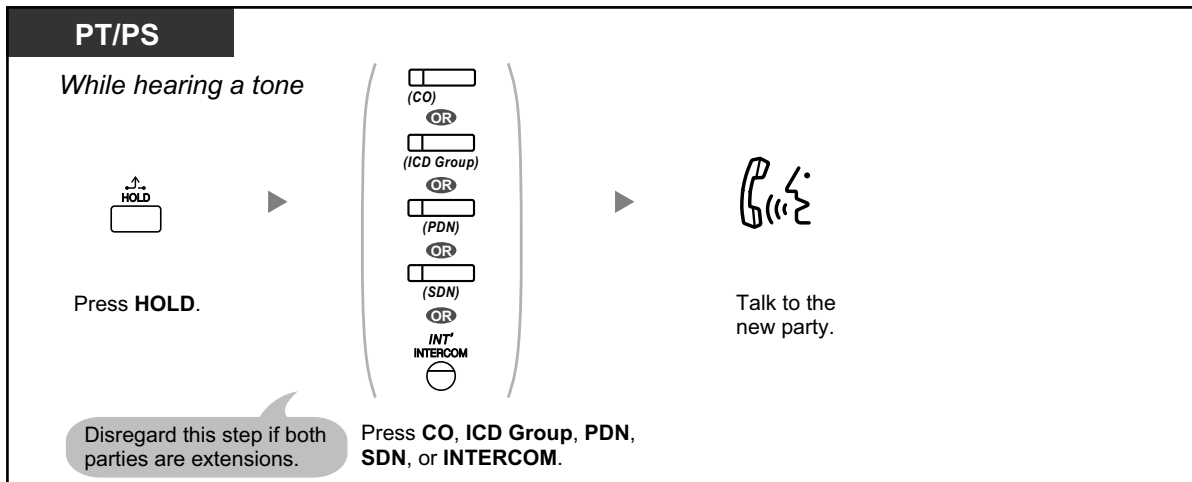 PT/PS
While hearing a tone
HOLD
Press HOLD.
(CO)
OR
(ICD Group)
OR
(PDN)
OR
(SDN)
OR
INT'
INTERCOM
Disregard this step if both
parties are extensions.
Press CO, ICD Group, PDN,
SDN, or INTERCOM.
Talk to the
new party.